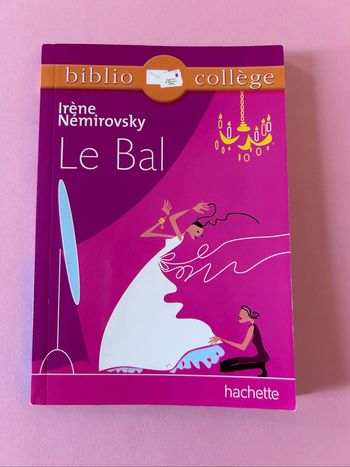 biblio collège
Irène
Némirovsky
Le Bal
hachette